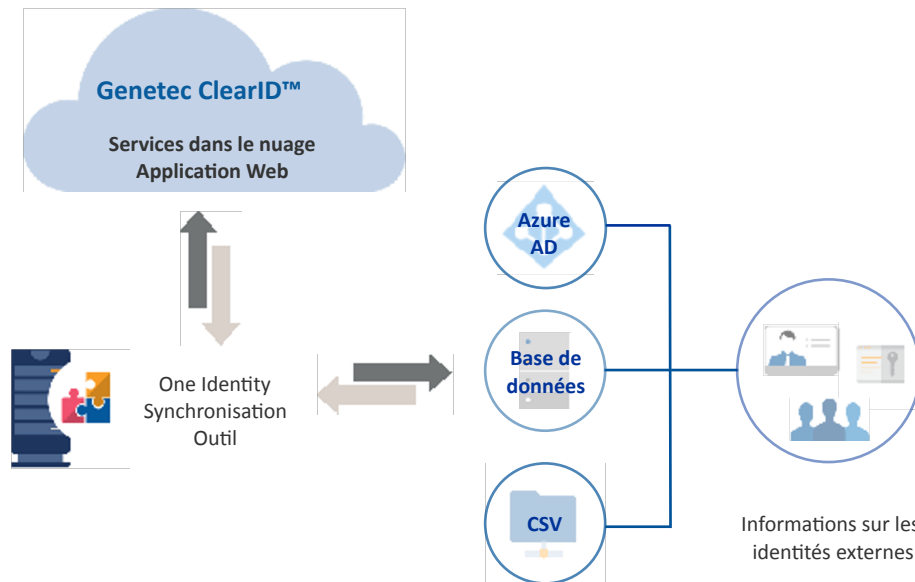 Genetec ClearID™
Services dans le nuage
Application Web
Azure
AD
Base de
données
One Identity
Synchronisation
Outil
CSV
Informations sur les
identités externes